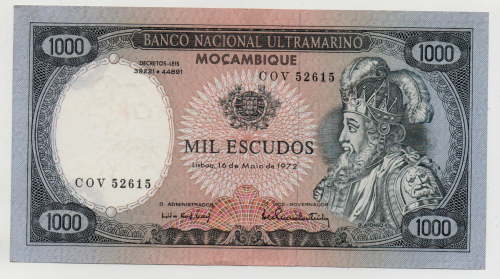 1000
BANCO NACIONAL ULTRAMARINO
1000
MOÇAMBIQUE
DECRETOS-LEIS
39221 • 44891
COV 52615
MIL ESCUDOS
Lisboa, 16 de Maio de 1972
COV 52615
O. ADMINISTRADOR
VICE-GOVERNADOR
1000
1000